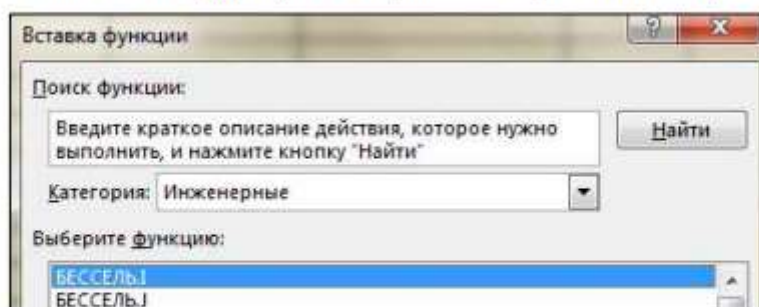 Вставка функции
Поиск функции:
Введите краткое описание действия, которое нужно
выполнить, и нажмите кнопку "Найти"
Найти
Категория: Инженерные
Выберите функцию:
БЕССЕЛЬ.I
БЕССЕЛЬ.J